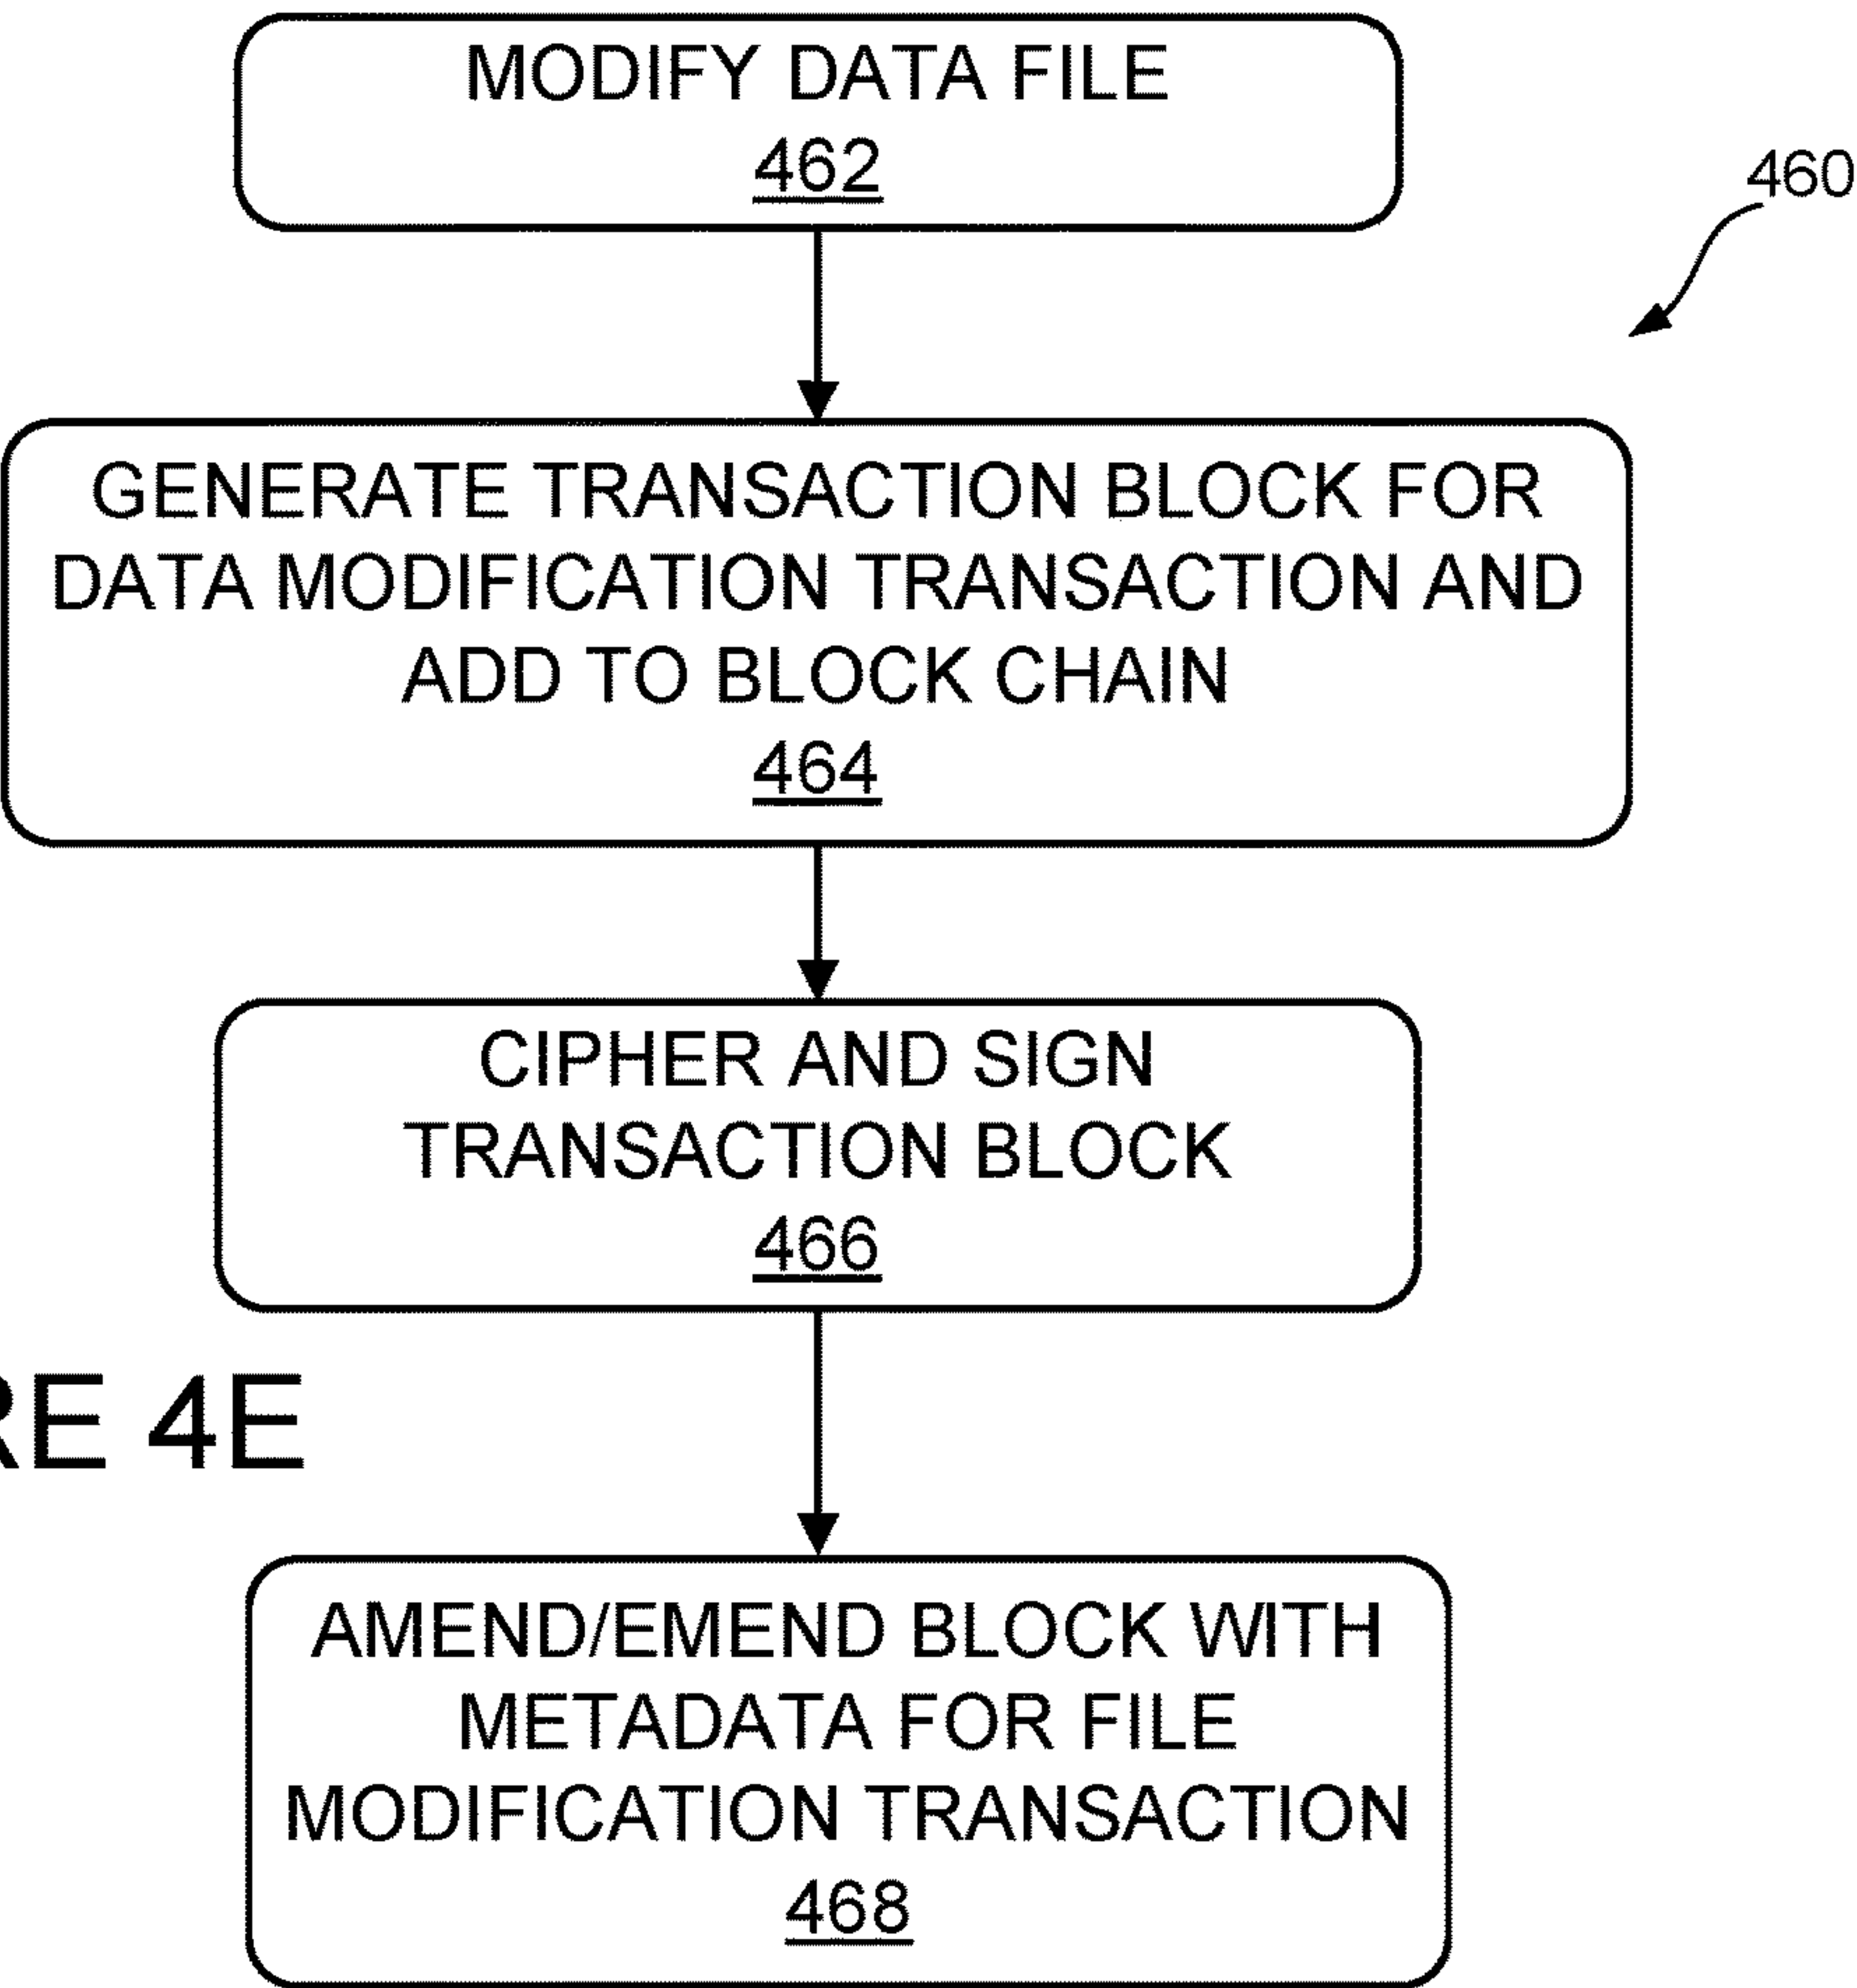 MODIFY DATA FILE
462
460
GENERATE TRANSACTION BLOCK FOR
DATA MODIFICATION TRANSACTION AND
ADD TO BLOCK CHAIN
464
CIPHER AND SIGN
TRANSACTION BLOCK
466
RE 4E
AMEND/EMEND BLOCK WITH
METADATA FOR FILE
MODIFICATION TRANSACTION
468